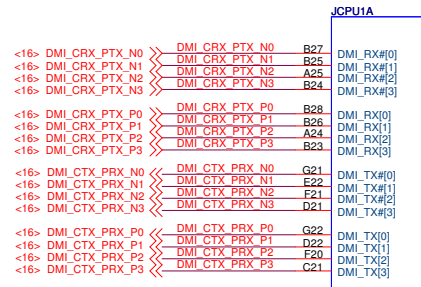 JCPU1A
<16> DMI_CRX_PTX_N0 DMI_CRX_PTX_N0 B27 DMI_RX#[0]
<16> DMI_CRX_PTX_N1 DMI_CRX_PTX_N1 B25 DMI_RX#[1]
<16> DMI_CRX_PTX_N2 DMI_CRX_PTX_N2 A25 DMI_RX#[2]
<16> DMI_CRX_PTX_N3 DMI_CRX_PTX_N3 B24 DMI_RX#[3]
<16> DMI_CRX_PTX_P0 DMI_CRX_PTX_P0 B28 DMI_RX[0]
<16> DMI_CRX_PTX_P1 DMI_CRX_PTX_P1 B26 DMI_RX[1]
<16> DMI_CRX_PTX_P2 DMI_CRX_PTX_P2 A24 DMI_RX[2]
<16> DMI_CRX_PTX_P3 DMI_CRX_PTX_P3 B23 DMI_RX[3]
<16> DMI_CTX_PRX_N0 DMI_CTX_PRX_N0 G21 DMI_TX#[0]
<16> DMI_CTX_PRX_N1 DMI_CTX_PRX_N1 E22 DMI_TX#[1]
<16> DMI_CTX_PRX_N2 DMI_CTX_PRX_N2 F21 DMI_TX#[2]
<16> DMI_CTX_PRX_N3 DMI_CTX_PRX_N3 D21 DMI_TX#[3]
<16> DMI_CTX_PRX_P0 DMI_CTX_PRX_P0 G22 DMI_TX[0]
<16> DMI_CTX_PRX_P1 DMI_CTX_PRX_P1 D22 DMI_TX[1]
<16> DMI_CTX_PRX_P2 DMI_CTX_PRX_P2 F20 DMI_TX[2]
<16> DMI_CTX_PRX_P3 DMI_CTX_PRX_P3 C21 DMI_TX[3]